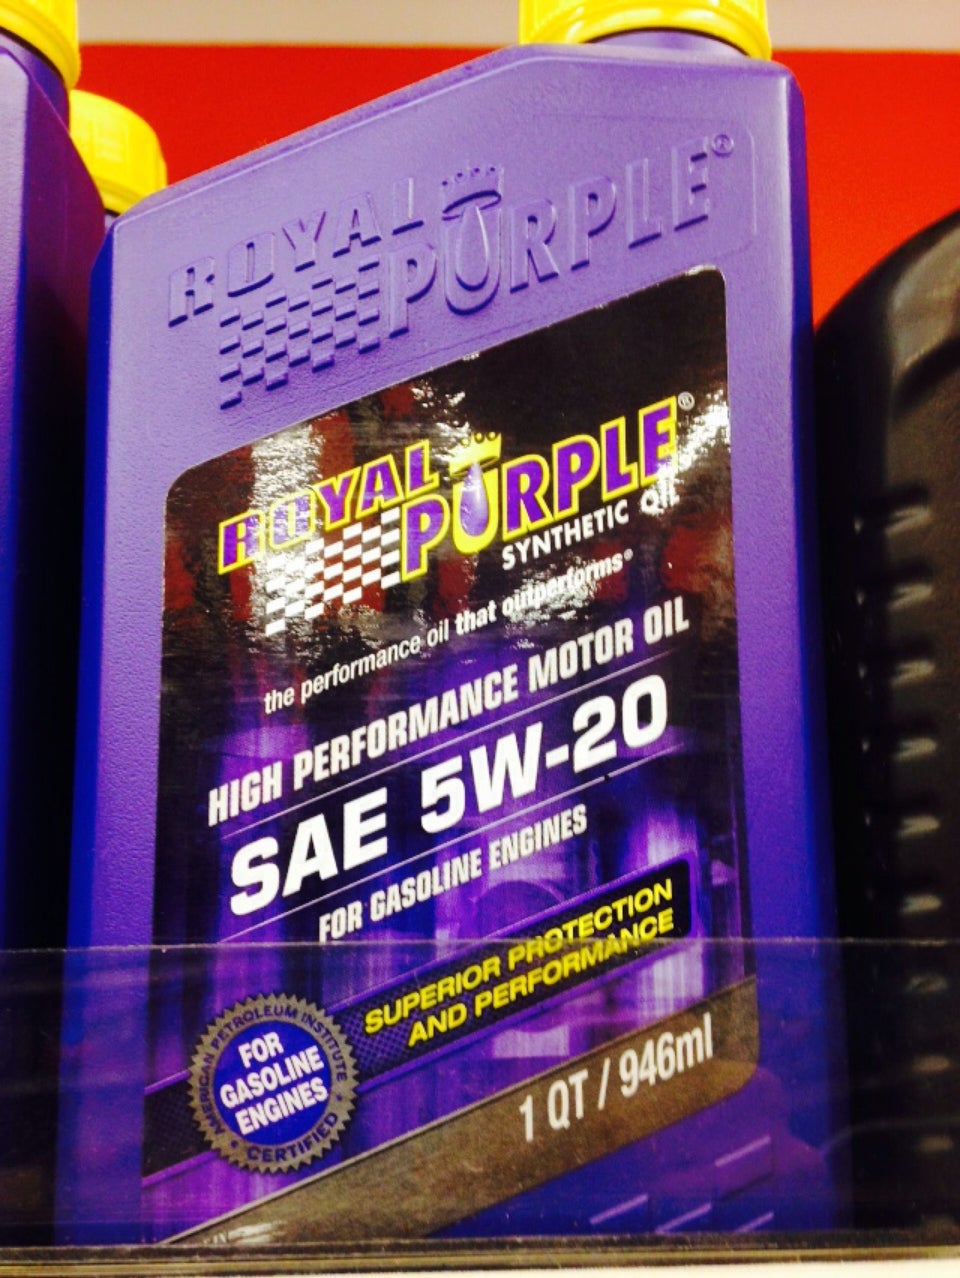 ROYAL
PURPLE®
ROYAL
PURPLE®
SYNTHETIC OIL
the performance oil that outperforms®
HIGH PERFORMANCE MOTOR OIL
SAE 5W-20
FOR GASOLINE ENGINES
SUPERIOR PROTECTION
AND PERFORMANCE
AMERICAN PETROLEUM INSTITUTE
FOR
GASOLINE
ENGINES
CERTIFIED
1 QT / 946ml